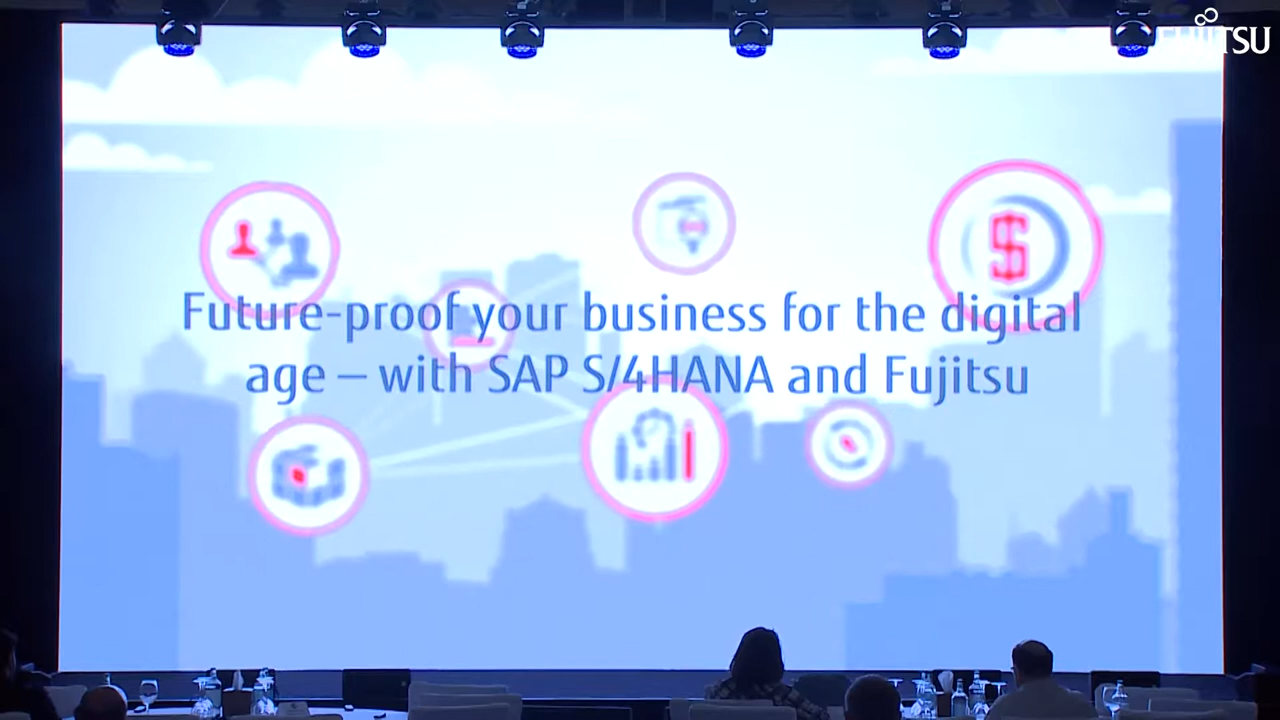 FUJITSU
Future-proof your business for the digital
age – with SAP S/4HANA and Fujitsu